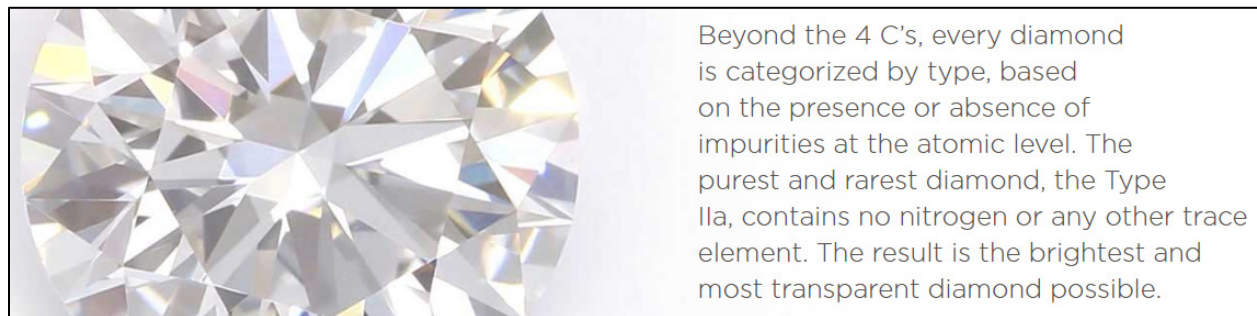 Beyond the 4 C’s, every diamond
is categorized by type, based
on the presence or absence of
impurities at the atomic level. The
purest and rarest diamond, the Type
IIa, contains no nitrogen or any other trace
element. The result is the brightest and
most transparent diamond possible.